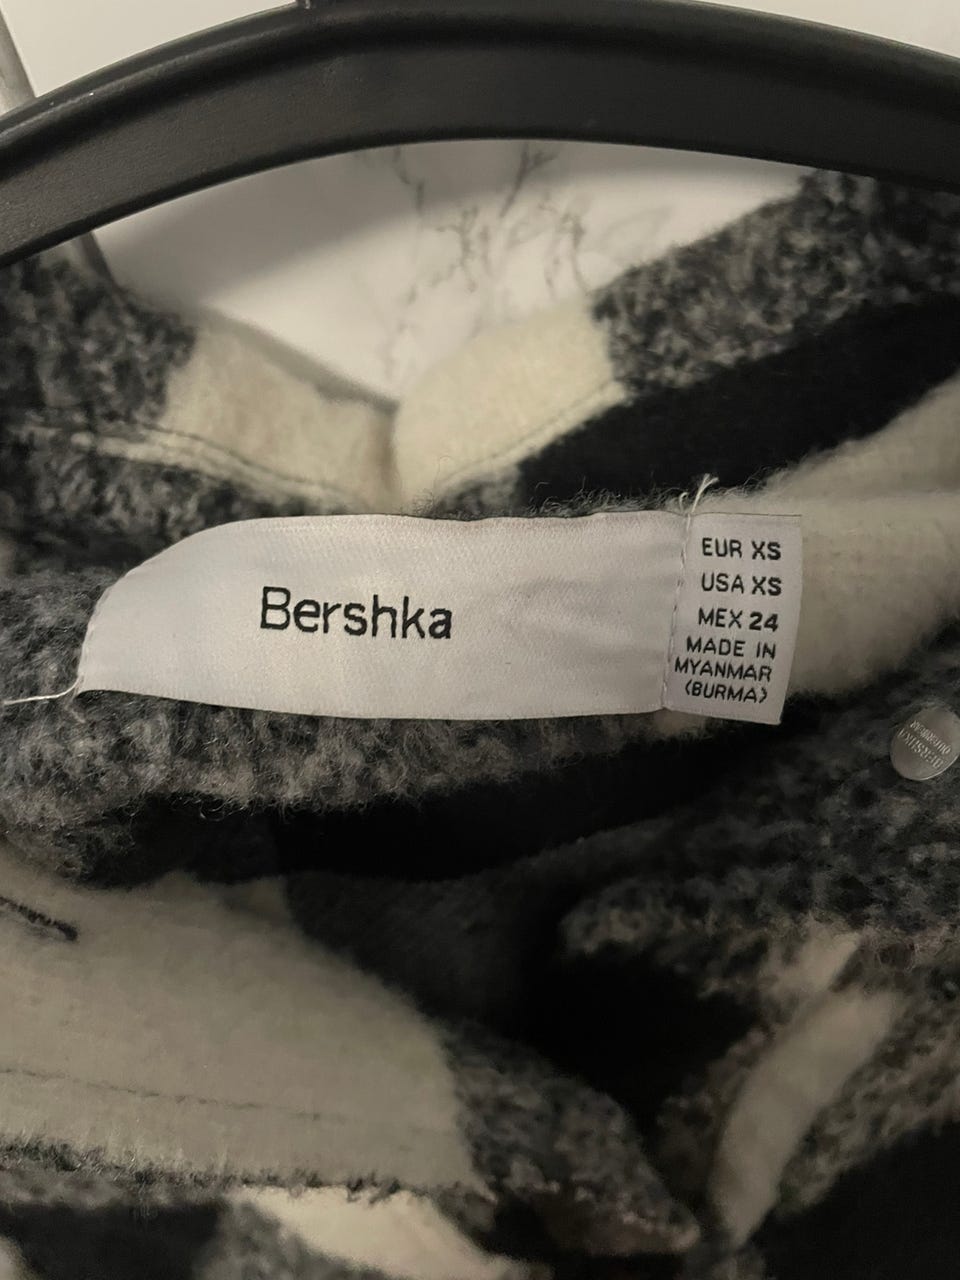 Bershka
EUR XS
USA XS
MEX 24
MADE IN
MYANMAR
(BURMA)